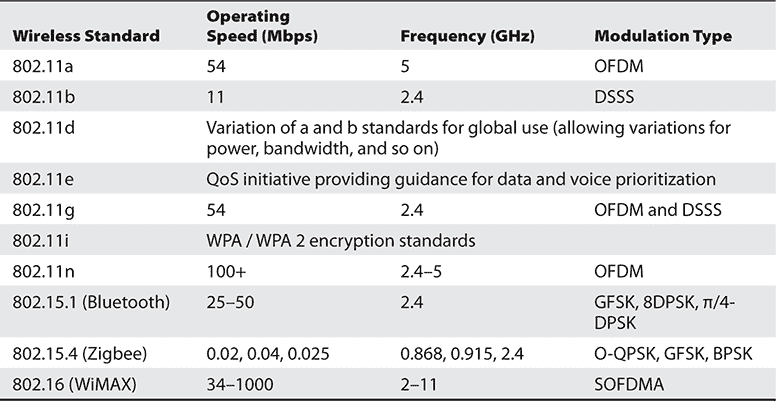 Wireless Standard Operating Speed (Mbps) Frequency (GHz) Modulation Type
802.11a 54 5 OFDM
802.11b 11 2.4 DSSS
802.11d Variation of a and b standards for global use (allowing variations for
power, bandwidth, and so on)
802.11e QoS initiative providing guidance for data and voice prioritization
802.11g 54 2.4 OFDM and DSSS
802.11i WPA / WPA 2 encryption standards
802.11n 100+ 2.4–5 OFDM
802.15.1 (Bluetooth) 25–50 2.4 GFSK, 8DPSK, π/4-
DPSK
802.15.4 (Zigbee) 0.02, 0.04, 0.025 0.868, 0.915, 2.4 O-QPSK, GFSK, BPSK
802.16 (WiMAX) 34–1000 2–11 SOFDMA